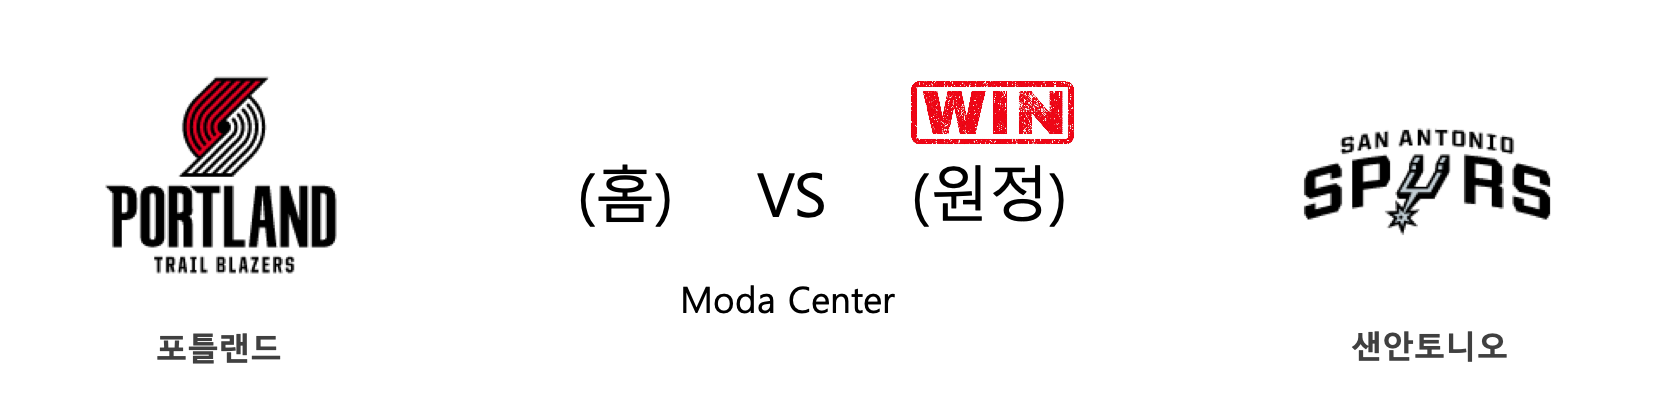 PORTLAND
TRAIL BLAZERS
포틀랜드
WIN
(홈) VS (원정)
Moda Center
SAN ANTONIO
SPURS
샌안토니오